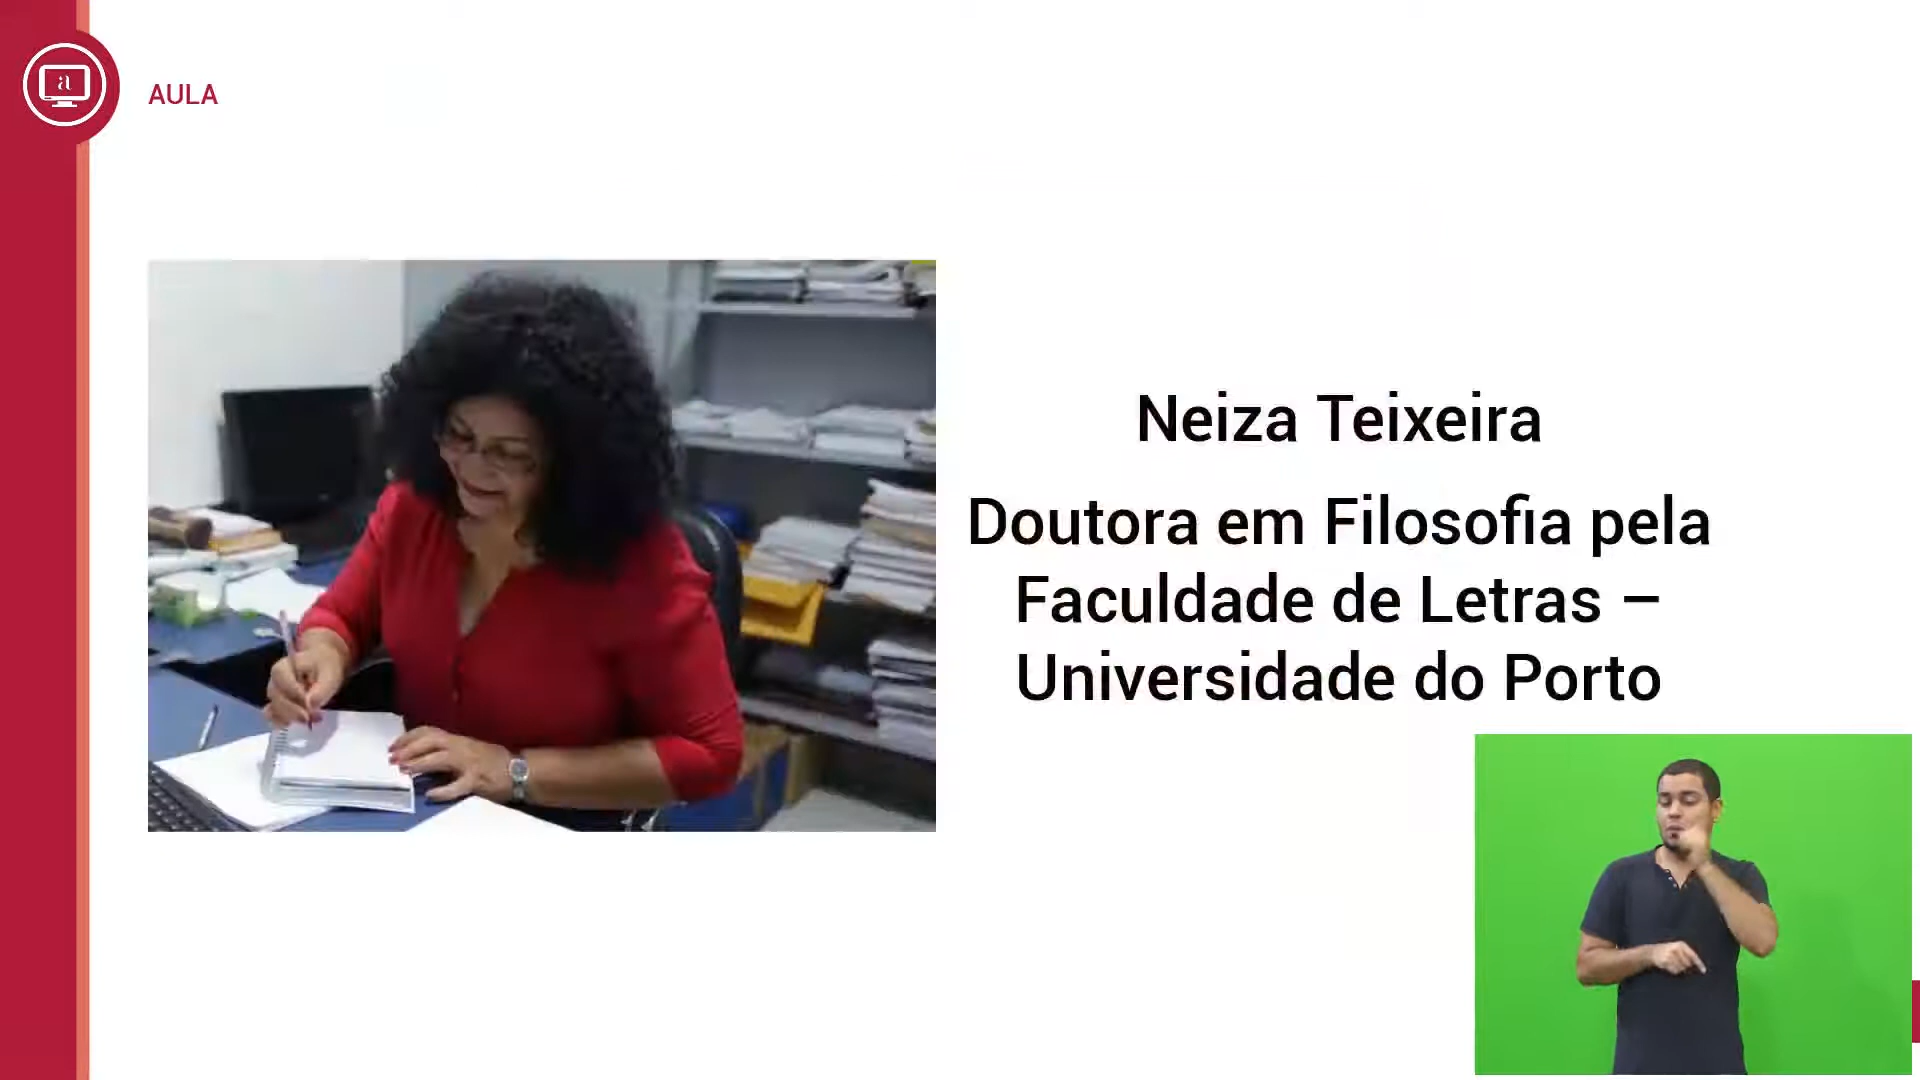 a
AULA
Neiza Teixeira
Doutora em Filosofia pela
Faculdade de Letras –
Universidade do Porto